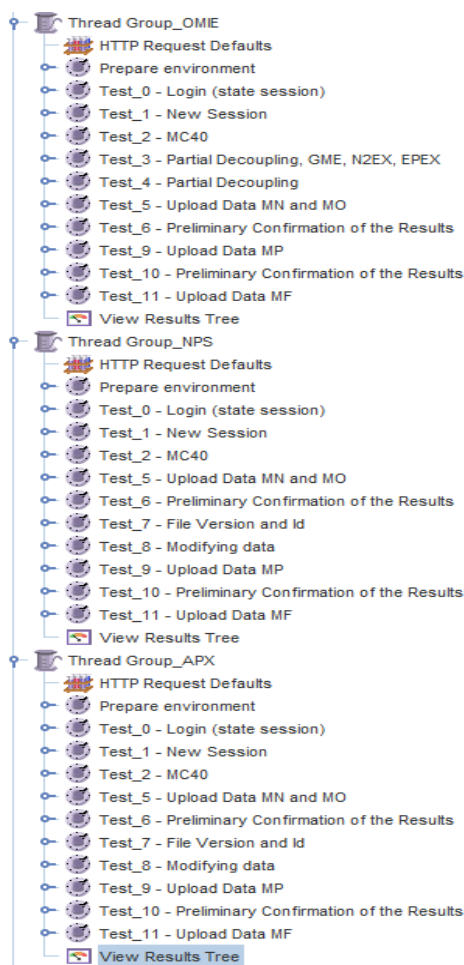 Thread Group_OMIE
HTTP Request Defaults
Prepare environment
Test_0 - Login (state session)
Test_1 - New Session
Test_2 - MC40
Test_3 - Partial Decoupling, GME, N2EX, EPEX
Test_4 - Partial Decoupling
Test_5 - Upload Data MN and MO
Test_6 - Preliminary Confirmation of the Results
Test_9 - Upload Data MP
Test_10 - Preliminary Confirmation of the Results
Test_11 - Upload Data MF
View Results Tree
Thread Group_NPS
HTTP Request Defaults
Prepare environment
Test_0 - Login (state session)
Test_1 - New Session
Test_2 - MC40
Test_5 - Upload Data MN and MO
Test_6 - Preliminary Confirmation of the Results
Test_7 - File Version and Id
Test_8 - Modifying data
Test_9 - Upload Data MP
Test_10 - Preliminary Confirmation of the Results
Test_11 - Upload Data MF
View Results Tree
Thread Group_APX
HTTP Request Defaults
Prepare environment
Test_0 - Login (state session)
Test_1 - New Session
Test_2 - MC40
Test_5 - Upload Data MN and MO
Test_6 - Preliminary Confirmation of the Results
Test_7 - File Version and Id
Test_8 - Modifying data
Test_9 - Upload Data MP
Test_10 - Preliminary Confirmation of the Results
Test_11 - Upload Data MF
View Results Tree